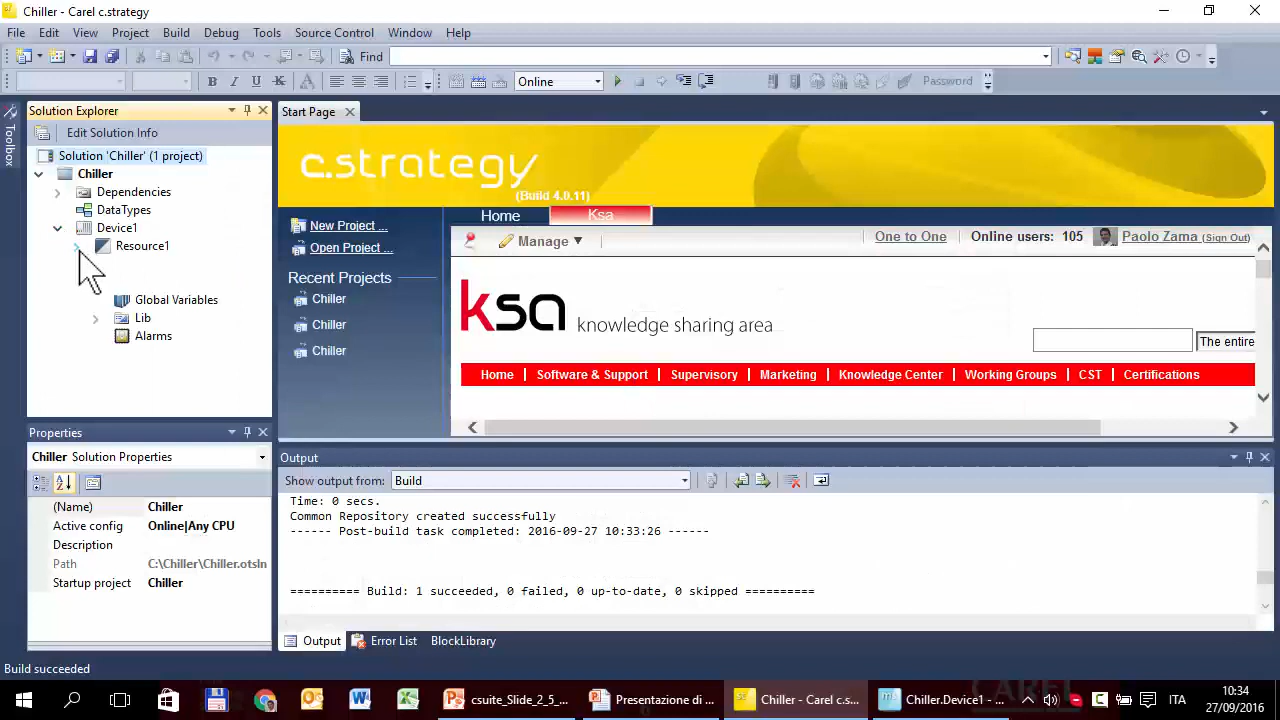 Chiller - Carel c.strategy
File Edit View Project Build Debug Tools Source Control Window Help
Find
Online Password
Solution Explorer
Edit Solution Info
Solution 'Chiller' (1 project)
Chiller
Dependencies
DataTypes
Device1
Resource1
Global Variables
Lib
Alarms
Start Page
c.strategy
(Build 4.0.11)
New Project ...
Open Project ...
Recent Projects
Chiller
Chiller
Chiller
Home Ksa
Manage One to One Online users: 105 Paolo Zama (Sign Out)
ksa knowledge sharing area
The entire
Home Software & Support Supervisory Marketing Knowledge Center Working Groups CST Certifications
Properties
Chiller Solution Properties
(Name) Chiller
Active config Online|Any CPU
Description
Path C:\Chiller\Chiller.otsln
Startup project Chiller
Output
Show output from: Build
Time: 0 secs.
Common Repository created successfully
------ Post-build task completed: 2016-09-27 10:33:26 ------
========== Build: 1 succeeded, 0 failed, 0 up-to-date, 0 skipped ==========
Output Error List BlockLibrary
Build succeeded
csuite_Slide_2_5_... Presentazione di ... Chiller - Carel c.s... Chiller.Device1 - ... ITA
10:34
27/09/2016